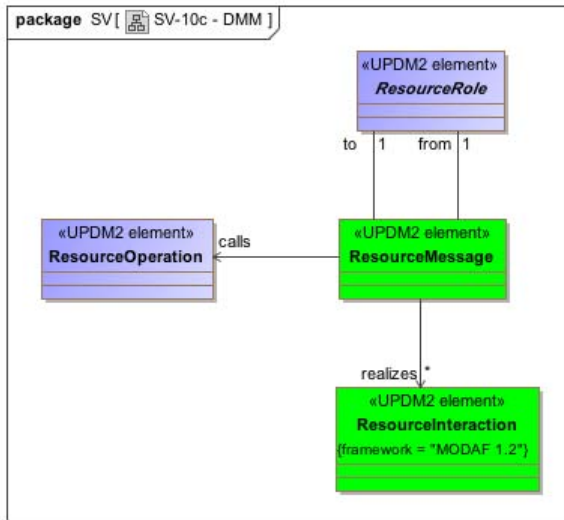 package SV [ SV-10c - DMM ]
«UPDM2 element»
ResourceRole
to 1 from 1
«UPDM2 element»
ResourceOperation
calls
«UPDM2 element»
ResourceMessage
realizes *
«UPDM2 element»
ResourceInteraction
{framework = "MODAF 1.2"}